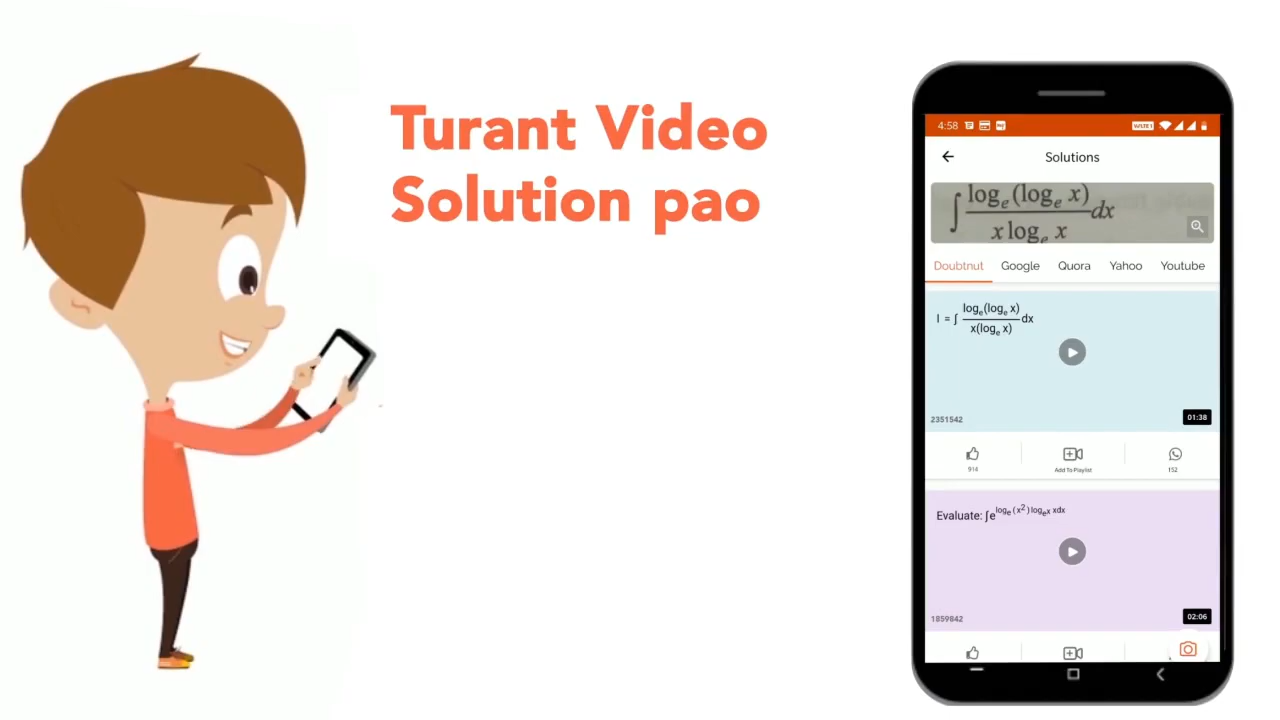 Turant Video
Solution pao
4:58
VoLTE1
Solutions
∫ logₑ(logₑ x) / x logₑ x dx
Doubtnut Google Quora Yahoo Youtube
I = ∫ logₑ(logₑ x) / x(logₑ x) dx
2351542 01:38
914 Add To Playlist 152
Evaluate: ∫e^logₑ(x²)logₑx xdx
1859842 02:06